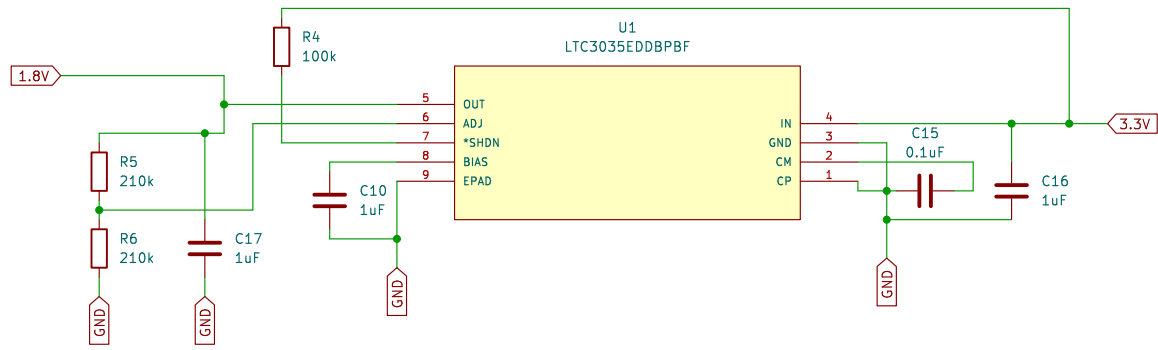 U1
LTC3035EDDBPBF
R4
100k
1.8V
5
OUT
6
ADJ
7
*SHDN
8
BIAS
9
EPAD
IN
4
GND
3
CM
2
CP
1
3.3V
C15
0.1uF
C16
1uF
R5
210k
C10
1uF
R6
210k
C17
1uF
GND
GND
GND
GND